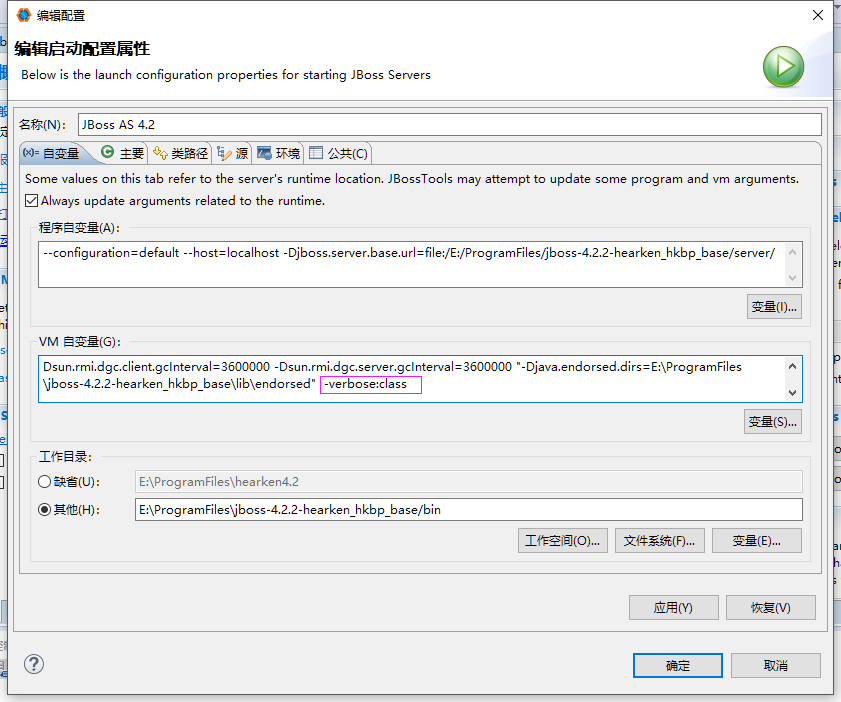 编辑配置
编辑启动配置属性
Below is the launch configuration properties for starting JBoss Servers
名称(N): JBoss AS 4.2
(x)= 自变量 主要 类路径 源 环境 公共(C)
Some values on this tab refer to the server's runtime location. JBossTools may attempt to update some program and vm arguments.
Always update arguments related to the runtime.
程序自变量(A):
--configuration=default --host=localhost -Djboss.server.base.url=file:/E:/ProgramFiles/jboss-4.2.2-hearken_hkbp_base/server/
变量(I)...
VM 自变量(G):
Dsun.rmi.dgc.client.gcInterval=3600000 -Dsun.rmi.dgc.server.gcInterval=3600000 "-Djava.endorsed.dirs=E:\ProgramFiles
\jboss-4.2.2-hearken_hkbp_base\lib\endorsed" -verbose:class
变量(S)...
工作目录:
缺省(U): E:\ProgramFiles\hearken4.2
其他(H): E:\ProgramFiles\jboss-4.2.2-hearken_hkbp_base/bin
工作空间(O)... 文件系统(F)... 变量(E)...
应用(Y) 恢复(V)
?
确定 取消